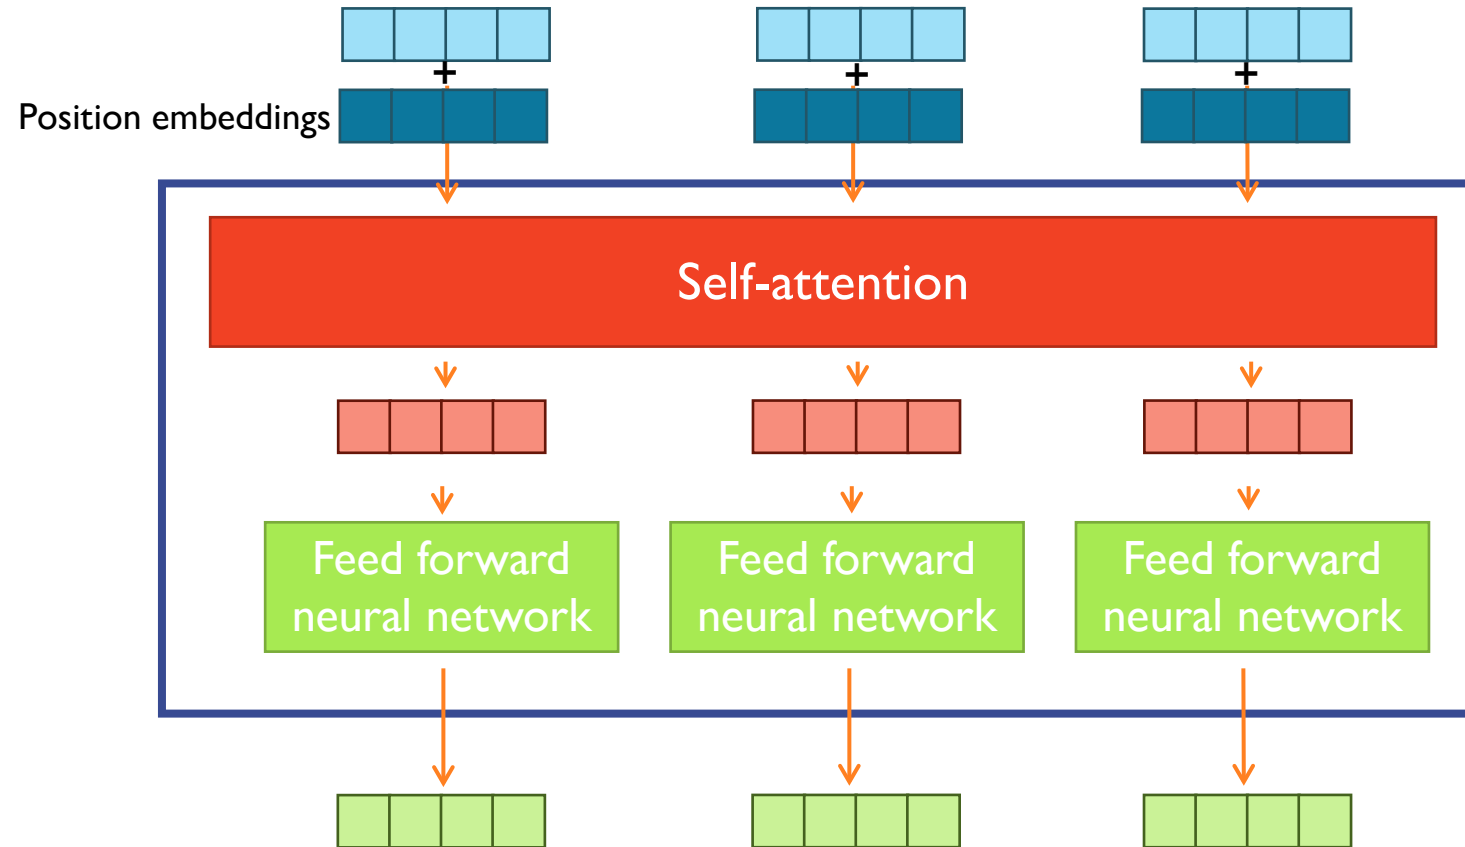 + + +
Position embeddings
Self-attention
Feed forward
neural network
Feed forward
neural network
Feed forward
neural network